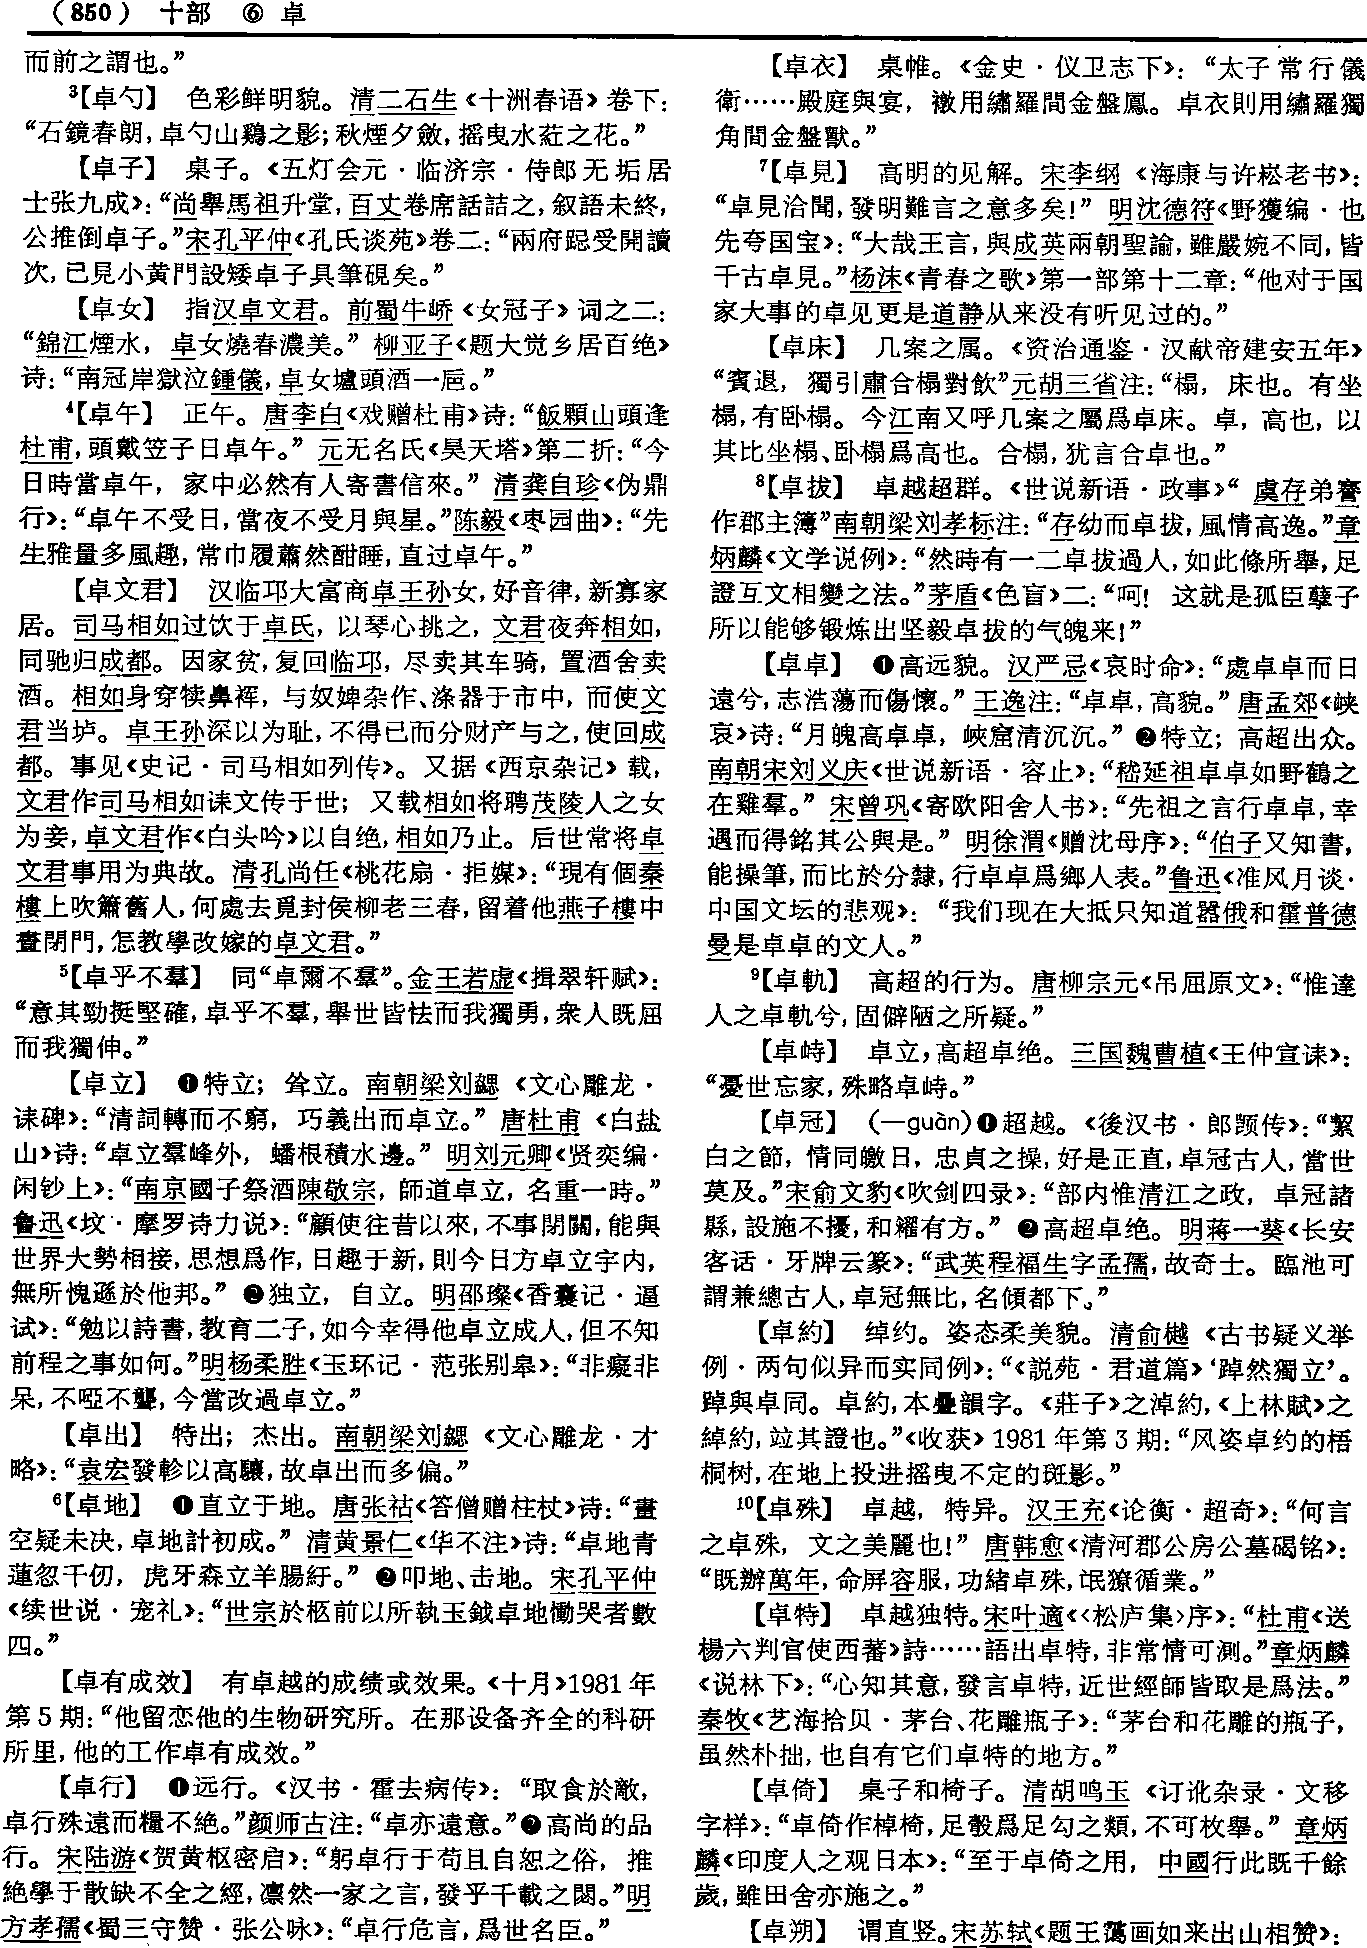 （850） 十部 ⑥ 卓
而前之謂也。”
³【卓勺】 色彩鲜明貌。清二石生《十洲春语》卷下：
“石鏡春朗，卓勺山鷄之影；秋煙夕斂，摇曳水葒之花。”
【卓子】 桌子。《五灯会元·临济宗·侍郎无垢居
士张九成》：“尚舉馬祖升堂，百丈卷席話詰之，叙語未終，
公推倒卓子。”宋孔平仲《孔氏谈苑》卷二：“兩府跽受開讀
次，已見小黄門設矮卓子具筆硯矣。”
【卓女】 指汉卓文君。前蜀牛峤《女冠子》词之二：
“錦江煙水，卓女燒春濃美。”柳亚子《题大觉乡居百绝》
诗：“南冠岸獄泣鍾儀，卓女壚頭酒一巵。”
⁴【卓午】 正午。唐李白《戏赠杜甫》诗：“飯顆山頭逢
杜甫，頭戴笠子日卓午。”元无名氏《昊天塔》第二折：“今
日時當卓午，家中必然有人寄書信來。”清龚自珍《伪鼎
行》：“卓午不受日，當夜不受月與星。”陈毅《枣园曲》：“先
生雅量多風趣，常巾履蕭然酣睡，直过卓午。”
【卓文君】 汉临邛大富商卓王孙女，好音律，新寡家
居。司马相如过饮于卓氏，以琴心挑之，文君夜奔相如，
同驰归成都。因家贫，复回临邛，尽卖其车骑，置酒舍卖
酒。相如身穿犊鼻裈，与奴婢杂作、涤器于市中，而使文
君当垆。卓王孙深以为耻，不得已而分财产与之，使回成
都。事见《史记·司马相如列传》。又据《西京杂记》载，
文君作司马相如诔文传于世；又载相如将聘茂陵人之女
为妾，卓文君作《白头吟》以自绝，相如乃止。后世常将卓
文君事用为典故。清孔尚任《桃花扇·拒媒》：“現有個秦
樓上吹簫舊人，何處去覓封侯柳老三春，留着他燕子樓中
晝閉門，怎教學改嫁的卓文君。”
⁵【卓乎不羣】 同“卓爾不羣”。金王若虚《揖翠轩赋》：
“意其勁挺堅確，卓乎不羣，舉世皆怯而我獨勇，衆人既屈
而我獨伸。”
【卓立】 ❶特立；耸立。南朝梁刘勰《文心雕龙·
诔碑》：“清詞轉而不窮，巧義出而卓立。”唐杜甫《白盐
山》诗：“卓立羣峰外，蟠根積水邊。”明刘元卿《贤奕编·
闲钞上》：“南京國子祭酒陳敬宗，師道卓立，名重一時。”
鲁迅《坟·摩罗诗力说》：“顧使往昔以來，不事閉關，能與
世界大勢相接，思想爲作，日趣于新，則今日方卓立宇内，
無所愧遜於他邦。”❷独立，自立。明邵璨《香囊记·逼
试》：“勉以詩書，教育二子，如今幸得他卓立成人，但不知
前程之事如何。”明杨柔胜《玉环记·范张别皋》：“非癡非
呆，不啞不聾，今當改過卓立。”
【卓出】 特出；杰出。南朝梁刘勰《文心雕龙·才
略》：“袁宏發軫以高驤，故卓出而多偏。”
⁶【卓地】 ❶直立于地。唐张祜《答僧赠柱杖》诗：“畫
空疑未决，卓地計初成。”清黄景仁《华不注》诗：“卓地青
蓮忽千仞，虎牙森立羊腸紆。”❷叩地、击地。宋孔平仲
《续世说·宠礼》：“世宗於柩前以所執玉鉞卓地慟哭者數
四。”
【卓有成效】 有卓越的成绩或效果。《十月》1981年
第5期：“他留恋他的生物研究所。在那设备齐全的科研
所里，他的工作卓有成效。”
【卓行】 ❶远行。《汉书·霍去病传》：“取食於敵，
卓行殊遠而糧不絶。”颜师古注：“卓亦遠意。”❷高尚的品
行。宋陆游《贺黄枢密启》：“躬卓行于苟且自恕之俗，推
絶學于散缺不全之經，凛然一家之言，發乎千載之閟。”明
方孝孺《蜀三守赞·张公咏》：“卓行危言，爲世名臣。”
【卓衣】 桌帷。《金史·仪卫志下》：“太子常行儀
衛……殿庭與宴，襒用繡羅間金盤鳳。卓衣則用繡羅獨
角間金盤獸。”
⁷【卓見】 高明的见解。宋李纲《海康与许崧老书》：
“卓見洽聞，發明難言之意多矣！”明沈德符《野獲编·也
先夸国宝》：“大哉王言，與成英兩朝聖諭，雖嚴婉不同，皆
千古卓見。”杨沫《青春之歌》第一部第十二章：“他对于国
家大事的卓见更是道静从来没有听见过的。”
【卓床】 几案之属。《资治通鉴·汉献帝建安五年》
“賓退，獨引肅合榻對飲”元胡三省注：“榻，床也。有坐
榻，有卧榻。今江南又呼几案之屬爲卓床。卓，高也，以
其比坐榻、卧榻爲高也。合榻，犹言合卓也。”
⁸【卓拔】 卓越超群。《世说新语·政事》“虞存弟謇
作郡主簿”南朝梁刘孝标注：“存幼而卓拔，風情高逸。”章
炳麟《文学说例》：“然時有一二卓拔過人，如此條所舉，足
證互文相變之法。”茅盾《色盲》二：“呵！这就是孤臣孽子
所以能够锻炼出坚毅卓拔的气魄来！”
【卓卓】 ❶高远貌。汉严忌《哀时命》：“處卓卓而日
遠兮，志浩蕩而傷懷。”王逸注：“卓卓，高貌。”唐孟郊《峡
哀》诗：“月魄高卓卓，峽窟清沉沉。”❷特立；高超出众。
南朝宋刘义庆《世说新语·容止》：“嵇延祖卓卓如野鶴之
在雞羣。”宋曾巩《寄欧阳舍人书》：“先祖之言行卓卓，幸
遇而得銘其公與是。”明徐渭《赠沈母序》：“伯子又知書，
能操筆，而比於分隸，行卓卓爲鄉人表。”鲁迅《准风月谈·
中国文坛的悲观》：“我们现在大抵只知道嚣俄和霍普德
曼是卓卓的文人。”
⁹【卓軌】 高超的行为。唐柳宗元《吊屈原文》：“惟達
人之卓軌兮，固僻陋之所疑。”
【卓峙】 卓立，高超卓绝。三国魏曹植《王仲宣诔》：
“憂世忘家，殊略卓峙。”
【卓冠】 （—guàn）❶超越。《後汉书·郎𫖮传》：“絜
白之節，情同皦日，忠貞之操，好是正直，卓冠古人，當世
莫及。”宋俞文豹《吹剑四录》：“部内惟清江之政，卓冠諸
縣，設施不擾，和糴有方。”❷高超卓绝。明蒋一葵《长安
客话·牙牌云篆》：“武英程福生字孟孺，故奇士。臨池可
謂兼總古人，卓冠無比，名傾都下。”
【卓約】 绰约。姿态柔美貌。清俞樾《古书疑义举
例·两句似异而实同例》：“《説苑·君道篇》‘踔然獨立’。
踔與卓同。卓約，本疊韻字。《莊子》之淖約，《上林賦》之
綽約，竝其證也。”《收获》1981年第3期：“风姿卓约的梧
桐树，在地上投进摇曳不定的斑影。”
¹⁰【卓殊】 卓越，特异。汉王充《论衡·超奇》：“何言
之卓殊，文之美麗也！”唐韩愈《清河郡公房公墓碣铭》：
“既辦萬年，命屏容服，功緒卓殊，氓獠循業。”
【卓特】 卓越独特。宋叶適《〈松庐集〉序》：“杜甫《送
楊六判官使西蕃》詩……語出卓特，非常情可測。”章炳麟
《说林下》：“心知其意，發言卓特，近世經師皆取是爲法。”
秦牧《艺海拾贝·茅台、花雕瓶子》：“茅台和花雕的瓶子，
虽然朴拙，也自有它们卓特的地方。”
【卓倚】 桌子和椅子。清胡鸣玉《订讹杂录·文移
字样》：“卓倚作棹椅，足彀爲足勾之類，不可枚舉。”章炳
麟《印度人之观日本》：“至于卓倚之用，中國行此既千餘
歲，雖田舍亦施之。”
【卓朔】 谓直竖。宋苏轼《题王霭画如来出山相赞》：